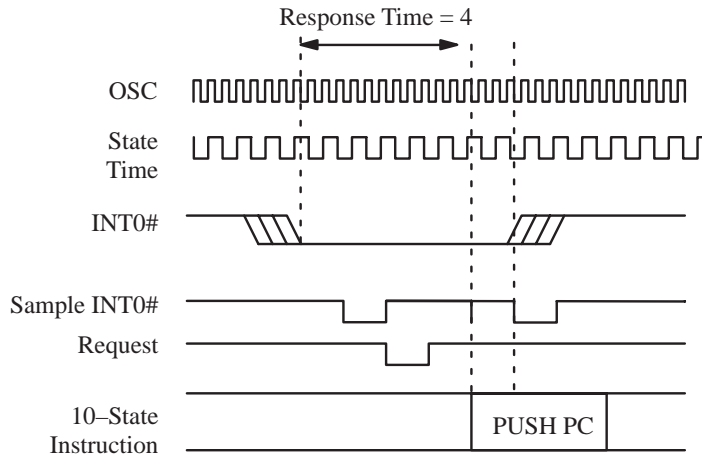 Response Time = 4
OSC
State
Time
INT0#
Sample INT0#
Request
10–State
Instruction
PUSH PC